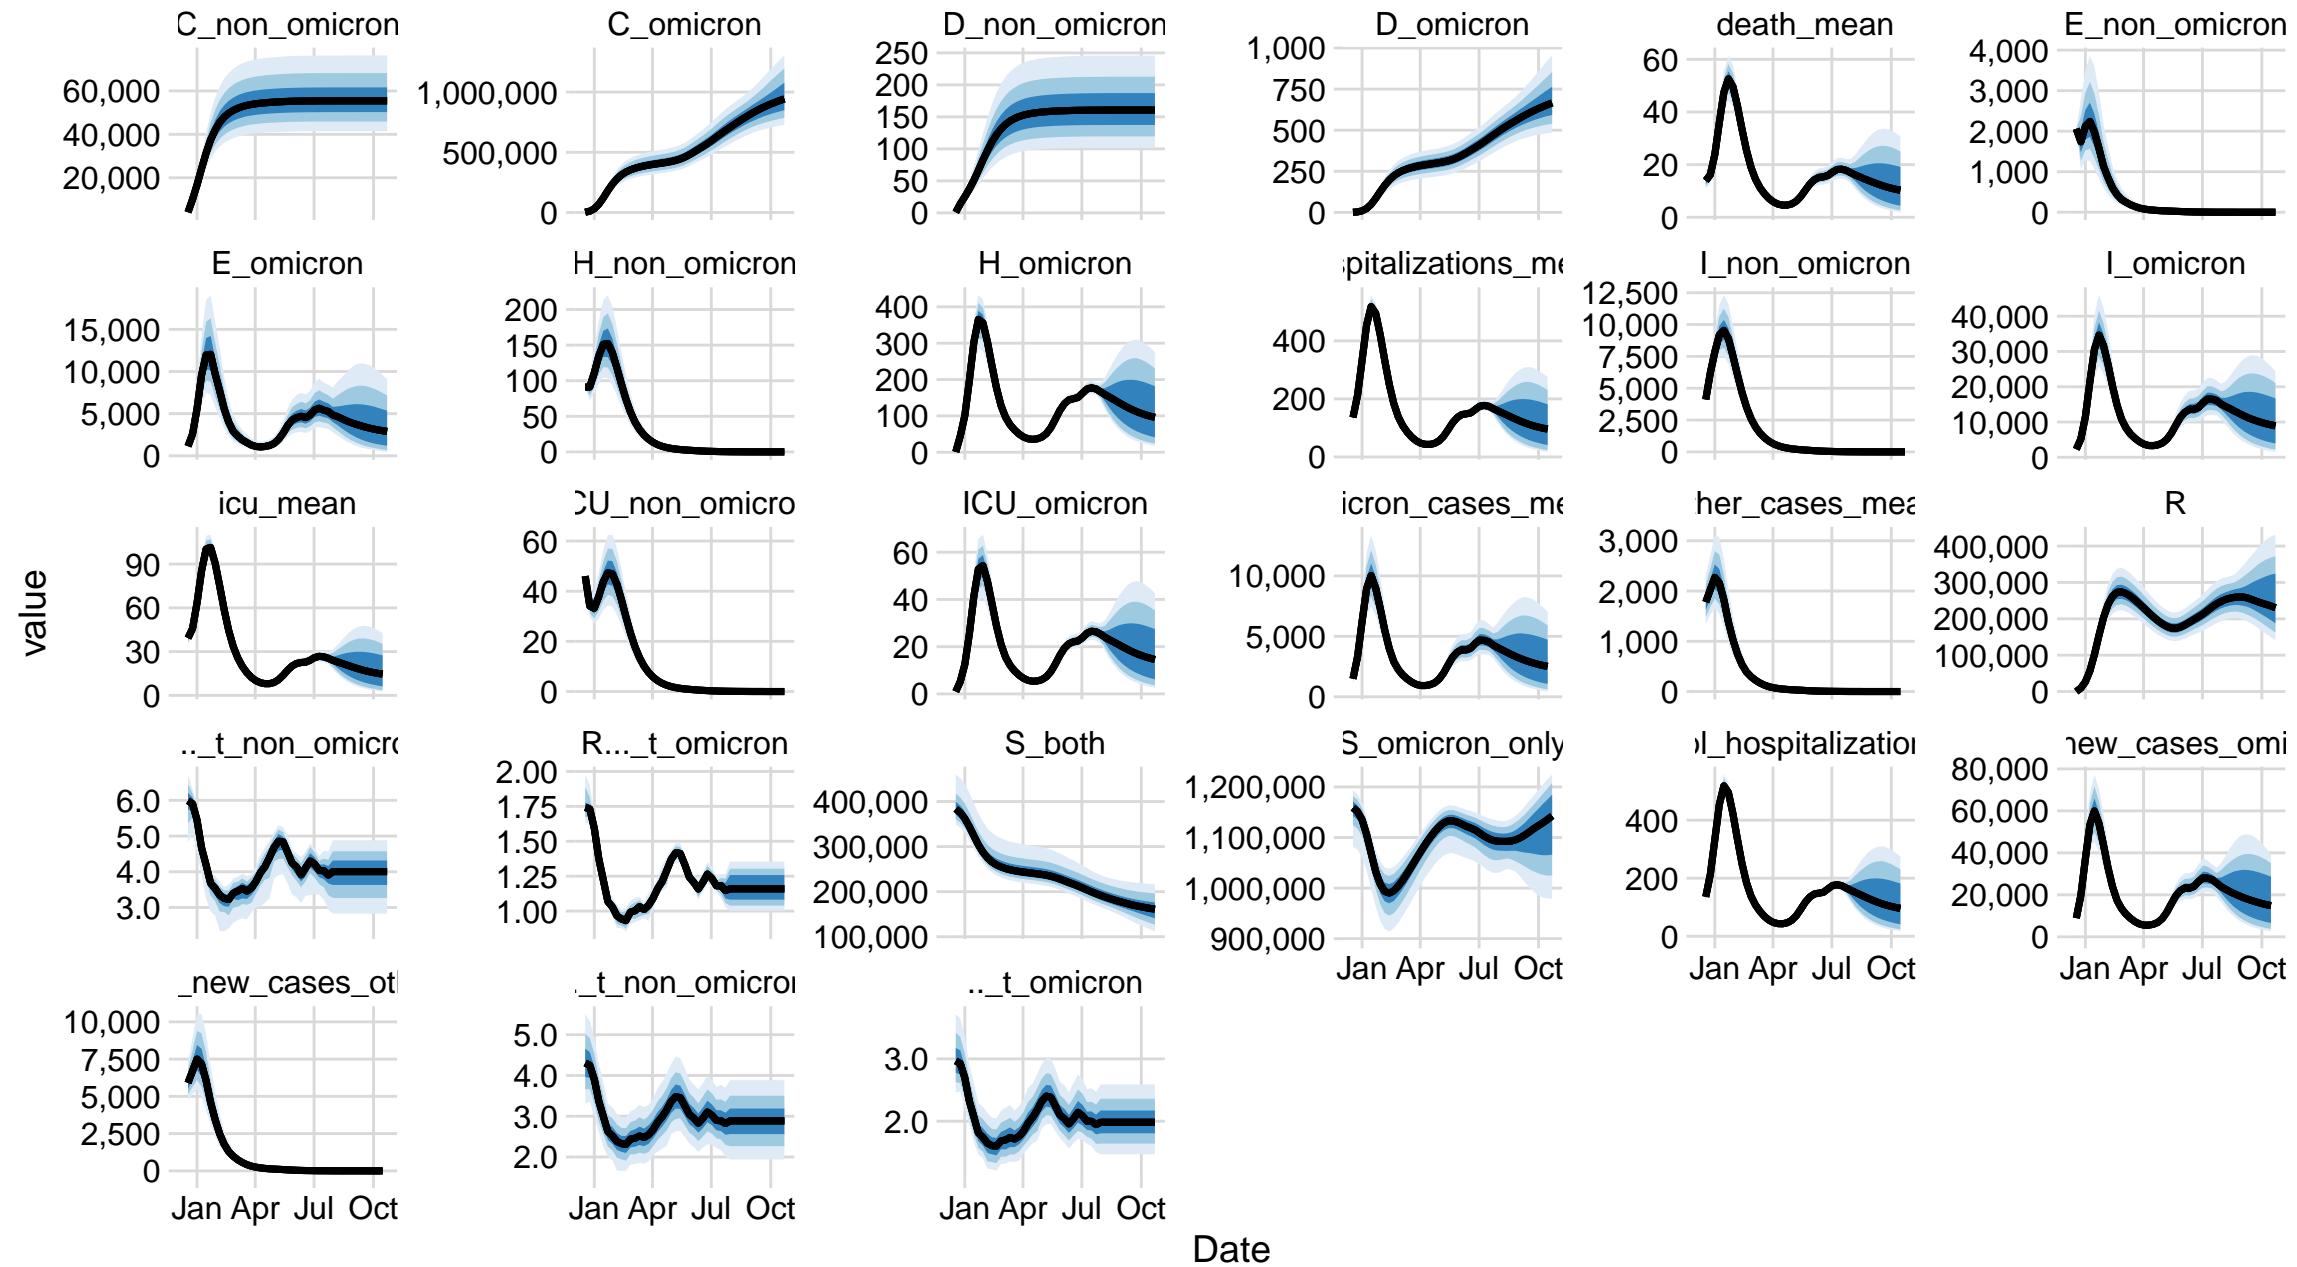 C_non_omicron C_omicron D_non_omicron D_omicron death_mean E_non_omicron
60,000 40,000 20,000
1,000,000 500,000 0
250 200 150 100 50 0
1,000 750 500 250 0
60 40 20 0
4,000 3,000 2,000 1,000 0
E_omicron H_non_omicron H_omicron spitalizations_me I_non_omicron I_omicron
15,000 10,000 5,000 0
200 150 100 50 0
400 300 200 100 0
400 200 0
12,500 10,000 7,500 5,000 2,500 0
40,000 30,000 20,000 10,000 0
icu_mean CU_non_omicro ICU_omicron icron_cases_me her_cases_mea R
90 60 30 0
60 40 20 0
60 40 20 0
10,000 5,000 0
3,000 2,000 1,000 0
400,000 300,000 200,000 100,000 0
.._t_non_omicro R..._t_omicron S_both S_omicron_only ol_hospitalization new_cases_omi
6.0 5.0 4.0 3.0
2.00 1.75 1.50 1.25 1.00
400,000 300,000 200,000 100,000
1,200,000 1,100,000 1,000,000 900,000
400 200 0
80,000 60,000 40,000 20,000 0
Jan Apr Jul Oct Jan Apr Jul Oct Jan Apr Jul Oct
_new_cases_oth ._t_non_omicron .._t_omicron
10,000 7,500 5,000 2,500 0
5.0 4.0 3.0 2.0
3.0 2.0
Jan Apr Jul Oct Jan Apr Jul Oct Jan Apr Jul Oct
value
Date